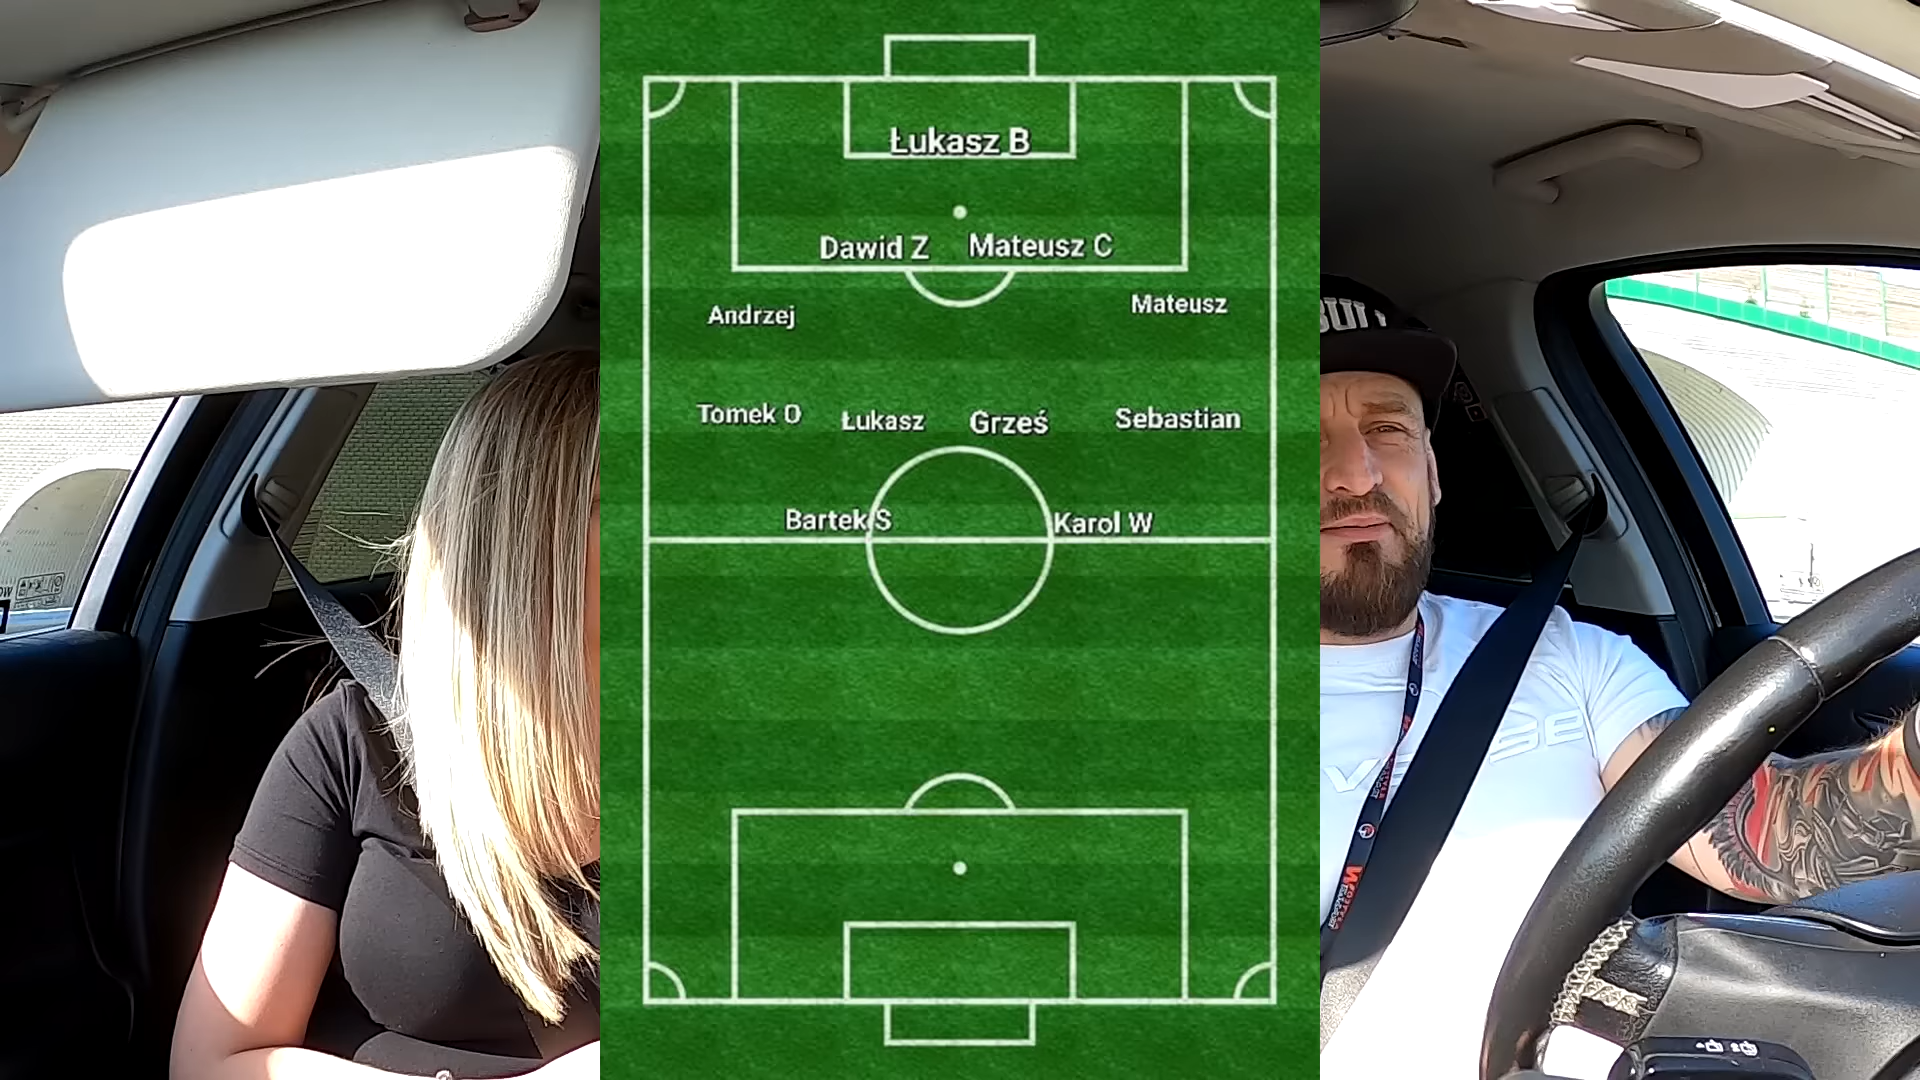 Łukasz B
Dawid Z Mateusz C
Andrzej Mateusz
Tomek O Łukasz Grześ Sebastian
Bartek S Karol W